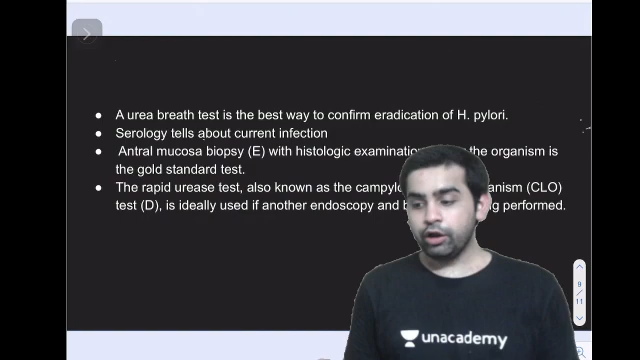 ● A urea breath test is the best way to confirm eradication of H. pylori.
● Serology tells about current infection
● Antral mucosa biopsy (E) with histologic examination the organism is
the gold standard test.
● The rapid urease test, also known as the (CLO)
test (D), is ideally used if another endoscopy and performed.
9
/
11
unacademy